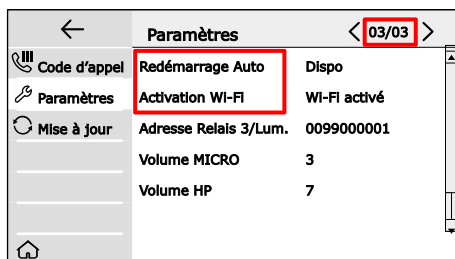 Paramètres
03/03
Code d'appel
Redémarrage Auto Dispo
Paramètres
Activation Wi-Fi Wi-Fi activé
Mise à jour
Adresse Relais 3/Lum. 0099000001
Volume MICRO 3
Volume HP 7